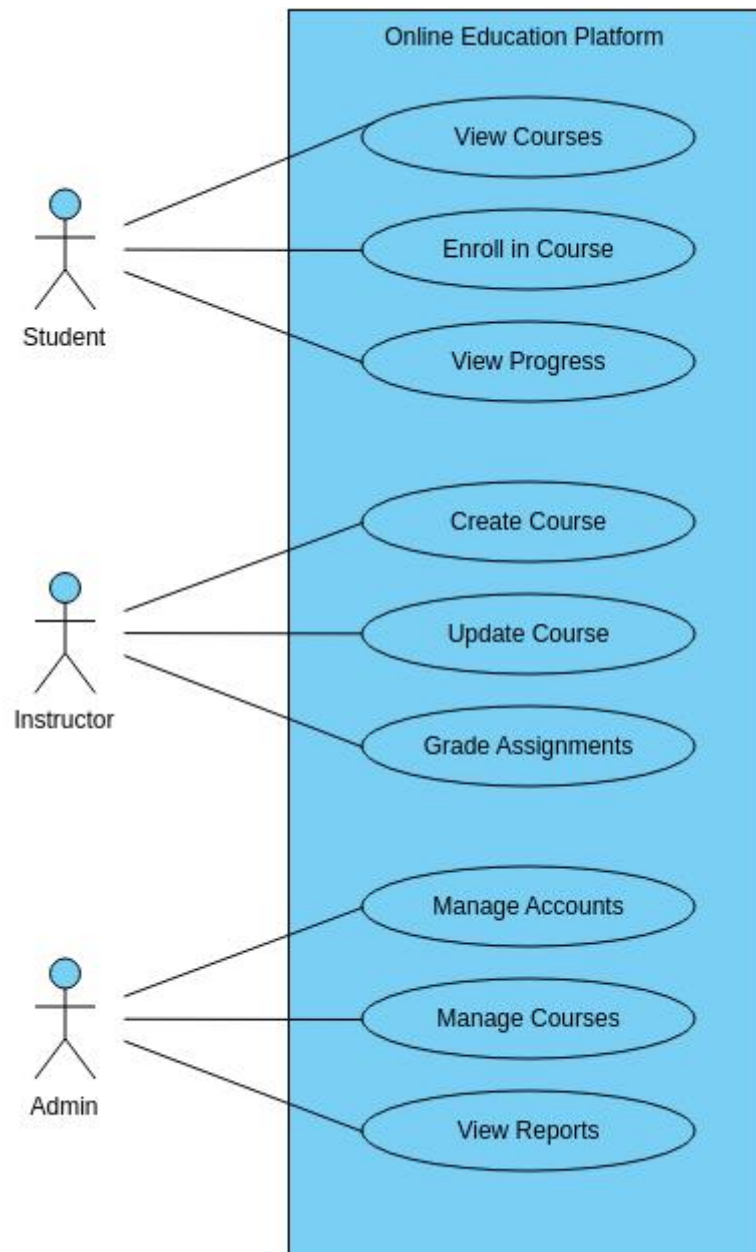 Online Education Platform
View Courses
Enroll in Course
View Progress
Student
Create Course
Update Course
Grade Assignments
Instructor
Manage Accounts
Manage Courses
View Reports
Admin